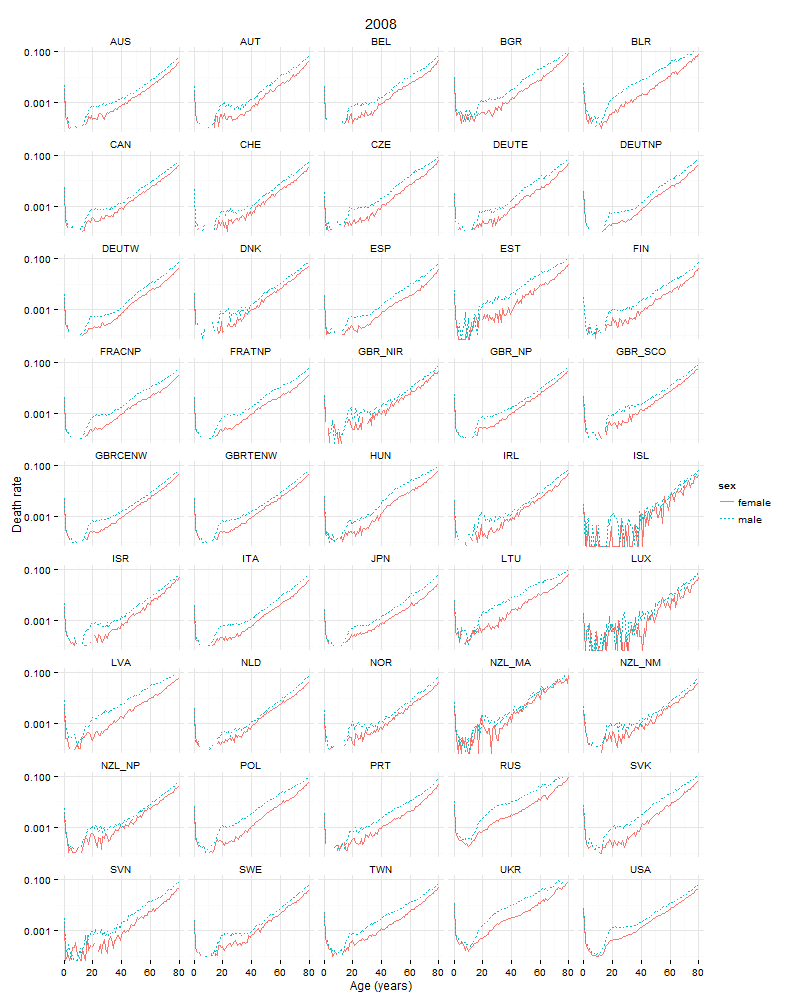 2008
AUS AUT BEL BGR BLR
0.100
0.001
CAN CHE CZE DEUTE DEUTNP
0.100
0.001
DEUTW DNK ESP EST FIN
0.100
0.001
FRACNP FRATNP GBR_NIR GBR_NP GBR_SCO
0.100
0.001
GBRCENW GBRTENW HUN IRL ISL
0.100
0.001
ISR ITA JPN LTU LUX
0.100
0.001
LVA NLD NOR NZL_MA NZL_NM
0.100
0.001
NZL_NP POL PRT RUS SVK
0.100
0.001
SVN SWE TWN UKR USA
0.100
0.001
0 20 40 60 80 0 20 40 60 80 0 20 40 60 80 0 20 40 60 80 0 20 40 60 80
Age (years)
Death rate
sex
female
male